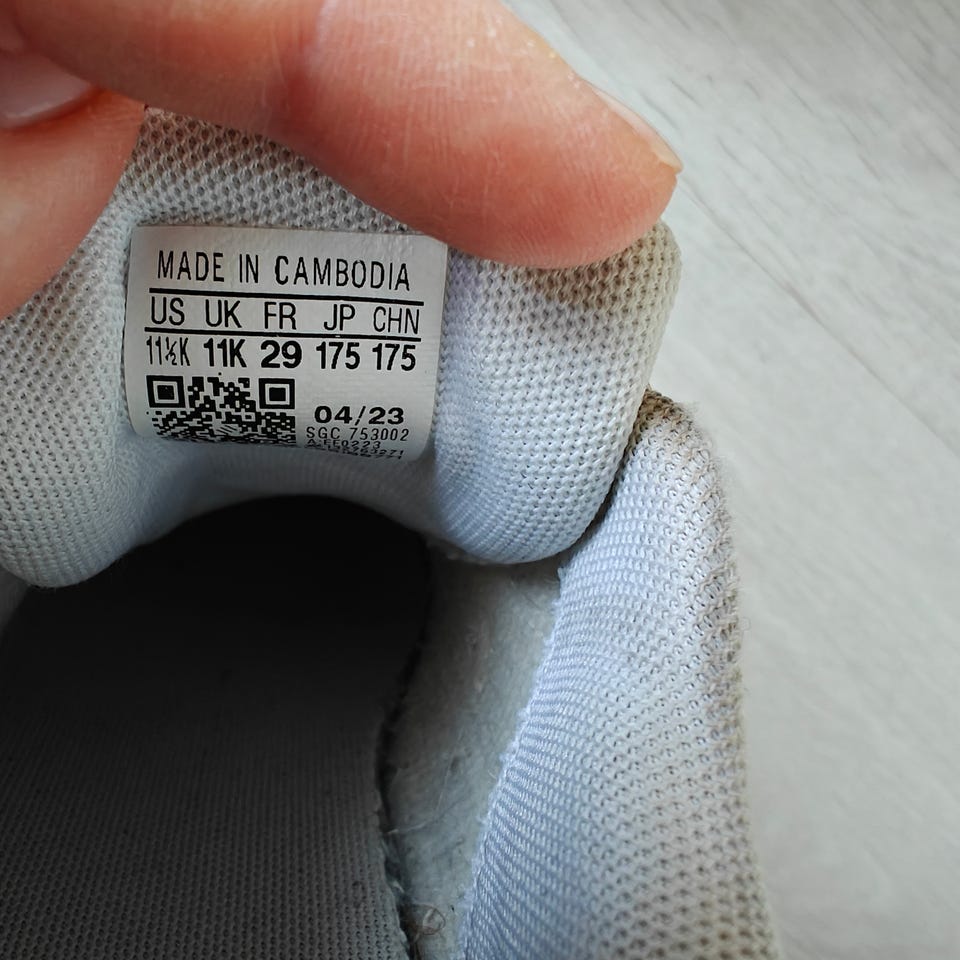 MADE IN CAMBODIA
US UK FR JP CHN
11½K 11K 29 175 175
04/23
SGC 753002